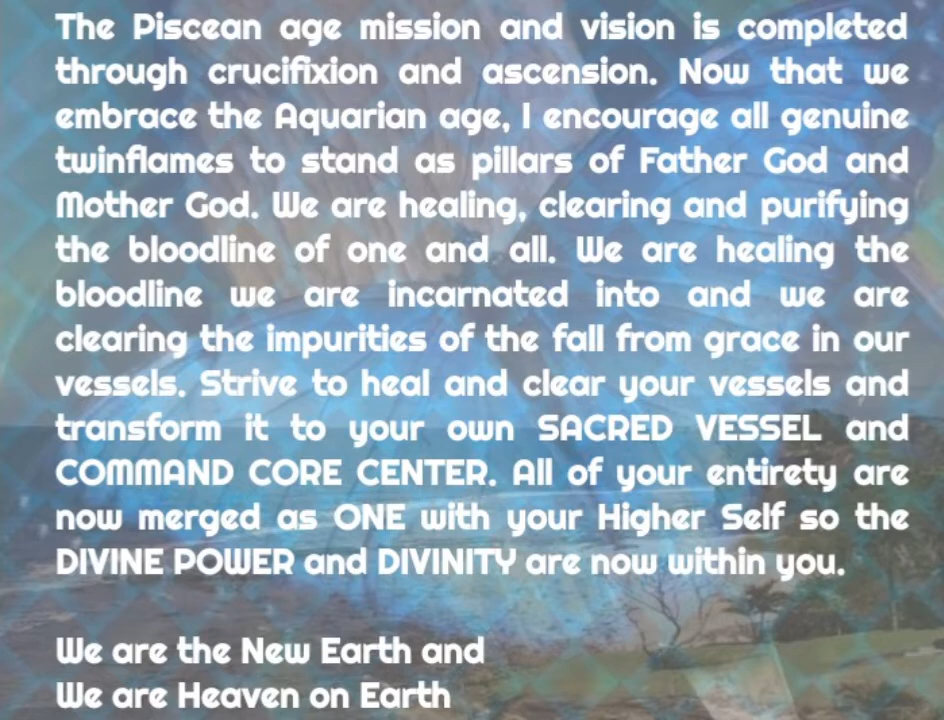 The Piscean age mission and vision is completed
through crucifixion and ascension. Now that we
embrace the Aquarian age, I encourage all genuine
twinflames to stand as pillars of Father God and
Mother God. We are healing, clearing and purifying
the bloodline of one and all. We are healing the
bloodline we are incarnated into and we are
clearing the impurities of the fall from grace in our
vessels. Strive to heal and clear your vessels and
transform it to your own SACRED VESSEL and
COMMAND CORE CENTER. All of your entirety are
now merged as ONE with your Higher Self so the
DIVINE POWER and DIVINITY are now within you.
We are the New Earth and
We are Heaven on Earth